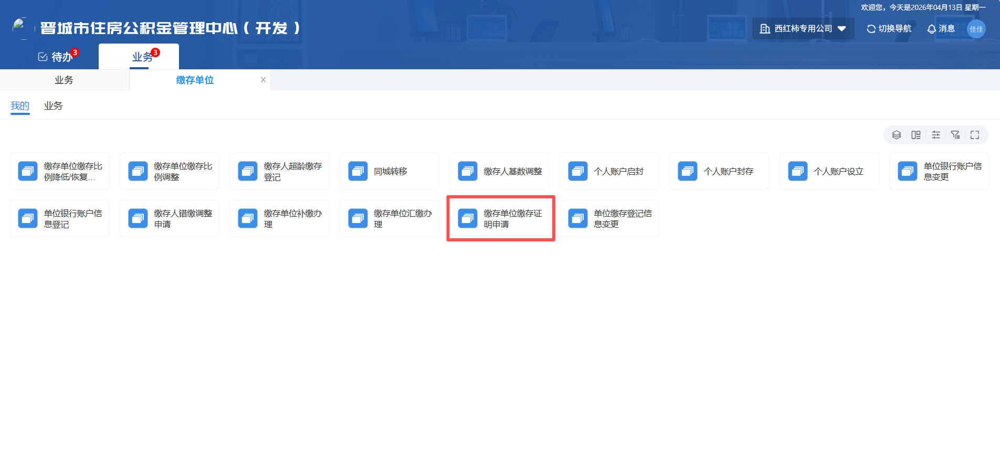 欢迎您，今天是2026年04月13日 星期一
晋城市住房公积金管理中心（开发）
西红柿专用公司 切换导航 消息 佳佳
待办 3 业务 3
业务 缴存单位
我的 业务
缴存单位缴存比例降低/恢复... 缴存单位缴存比例调整 缴存人超龄缴存登记 同城转移 缴存人基数调整 个人账户启封 个人账户封存 个人账户设立 单位银行账户信息变更
单位银行账户信息登记 缴存人错缴调整申请 缴存单位补缴办理 缴存单位汇缴办理 缴存单位缴存证明申请 单位缴存登记信息变更